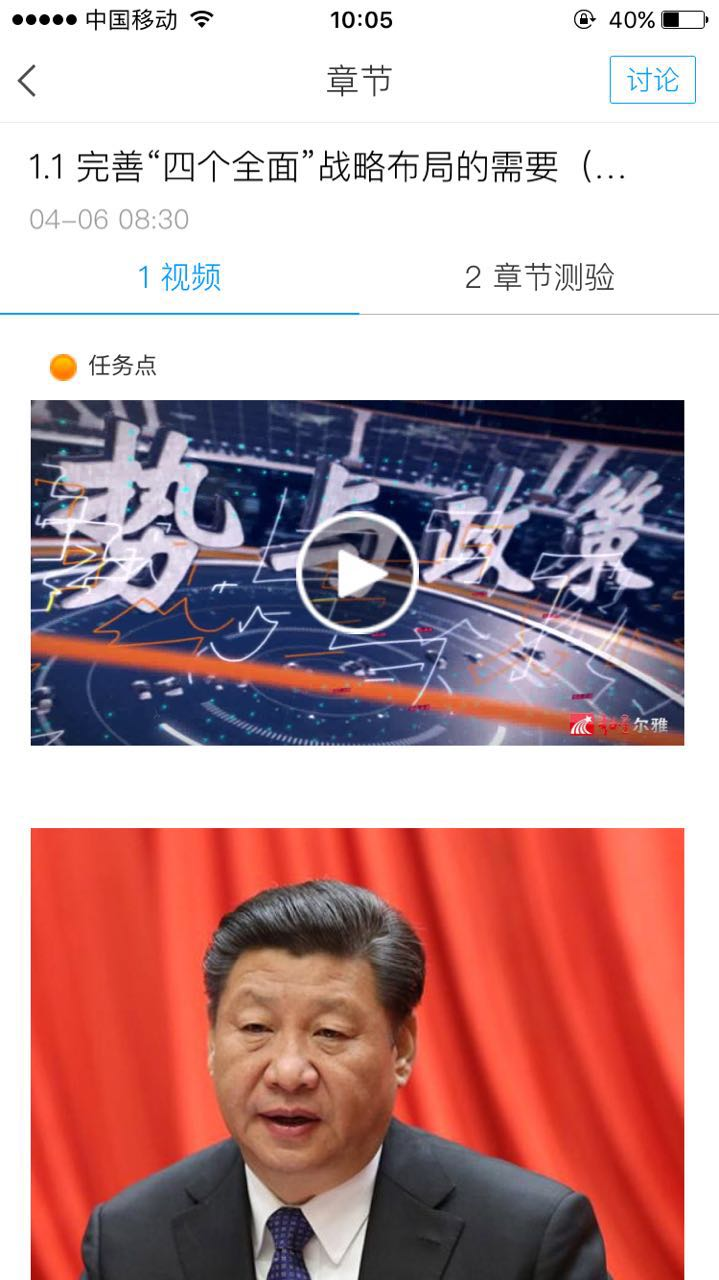 中国移动 10:05 40%
章节 讨论
1.1 完善“四个全面”战略布局的需要（...
04-06 08:30
1 视频 2 章节测验
任务点
势与政策
尔雅